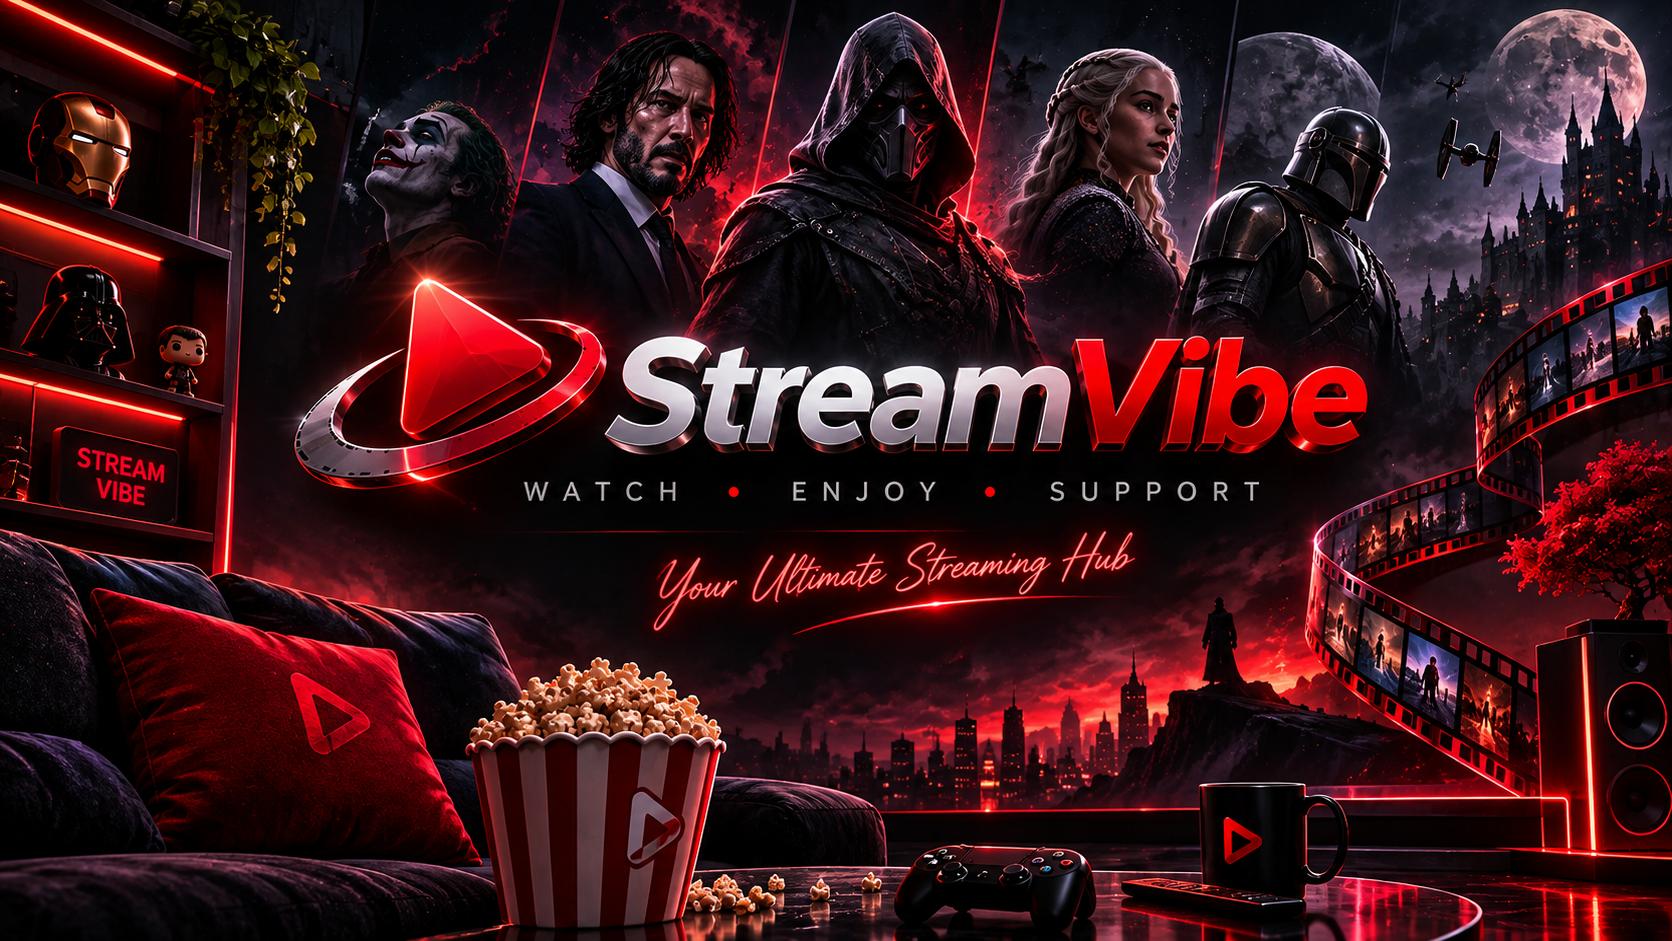 StreamVibe
WATCH • ENJOY • SUPPORT
Your Ultimate Streaming Hub
STREAM
VIBE